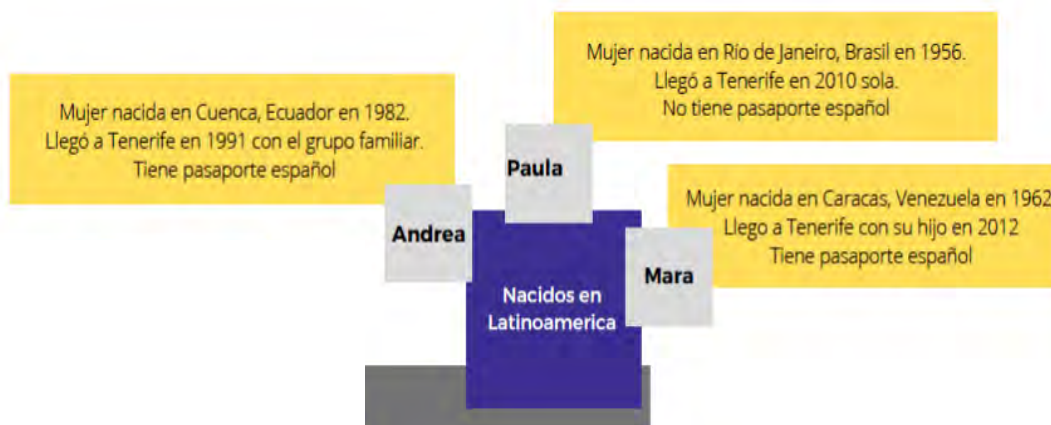 Mujer nacida en Río de Janeiro, Brasil en 1956.
Llegó a Tenerife en 2010 sola.
No tiene pasaporte español
Mujer nacida en Cuenca, Ecuador en 1982.
Llegó a Tenerife en 1991 con el grupo familiar.
Tiene pasaporte español
Paula
Mujer nacida en Caracas, Venezuela en 1962
Llego a Tenerife con su hijo en 2012
Tiene pasaporte español
Andrea
Mara
Nacidos en
Latinoamerica